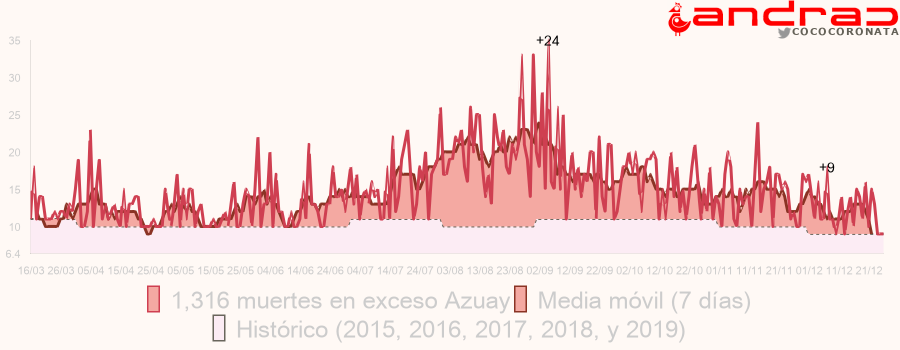 andrac
COCOCORONATA
+24
+9
35
30
25
20
15
10
6.4
16/03 26/03 05/04 15/04 25/04 05/05 15/05 25/05 04/06 14/06 24/06 04/07 14/07 24/07 03/08 13/08 23/08 02/09 12/09 22/09 02/10 12/10 22/10 01/11 11/11 21/11 01/12 11/12 21/12
1,316 muertes en exceso Azuay Media móvil (7 días)
Histórico (2015, 2016, 2017, 2018, y 2019)